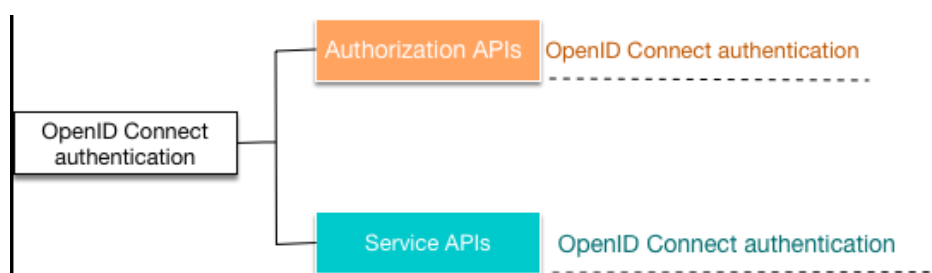 Authorization APIs
OpenID Connect authentication
OpenID Connect
authentication
Service APIs
OpenID Connect authentication